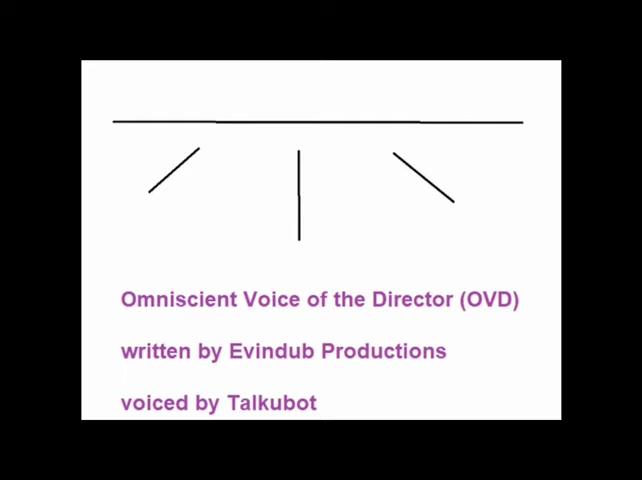 Omniscient Voice of the Director (OVD)
written by Evindub Productions
voiced by Talkubot